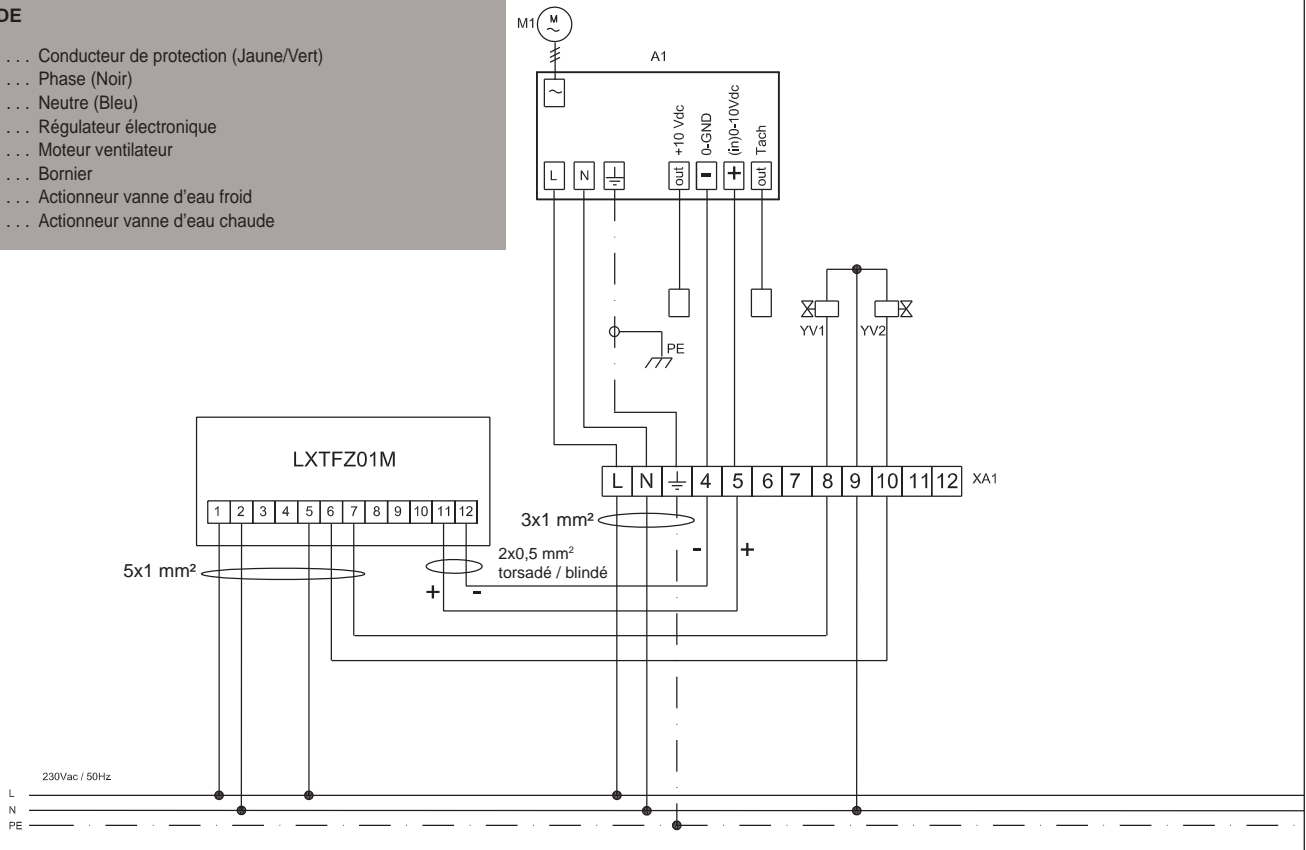 DE
. . . Conducteur de protection (Jaune/Vert)
. . . Phase (Noir)
. . . Neutre (Bleu)
. . . Régulateur électronique
. . . Moteur ventilateur
. . . Bornier
. . . Actionneur vanne d'eau froid
. . . Actionneur vanne d'eau chaude
M1 M ~
A1
~
+10 Vdc
0-GND
(in)0-10Vdc
Tach
L N out - + out
PE
YV1 YV2
LXTFZ01M
L N 4 5 6 7 8 9 10 11 12 XA1
1 2 3 4 5 6 7 8 9 10 11 12
3x1 mm²
- +
2x0,5 mm²
torsadé / blindé
5x1 mm²
+ -
230Vac / 50Hz
L
N
PE